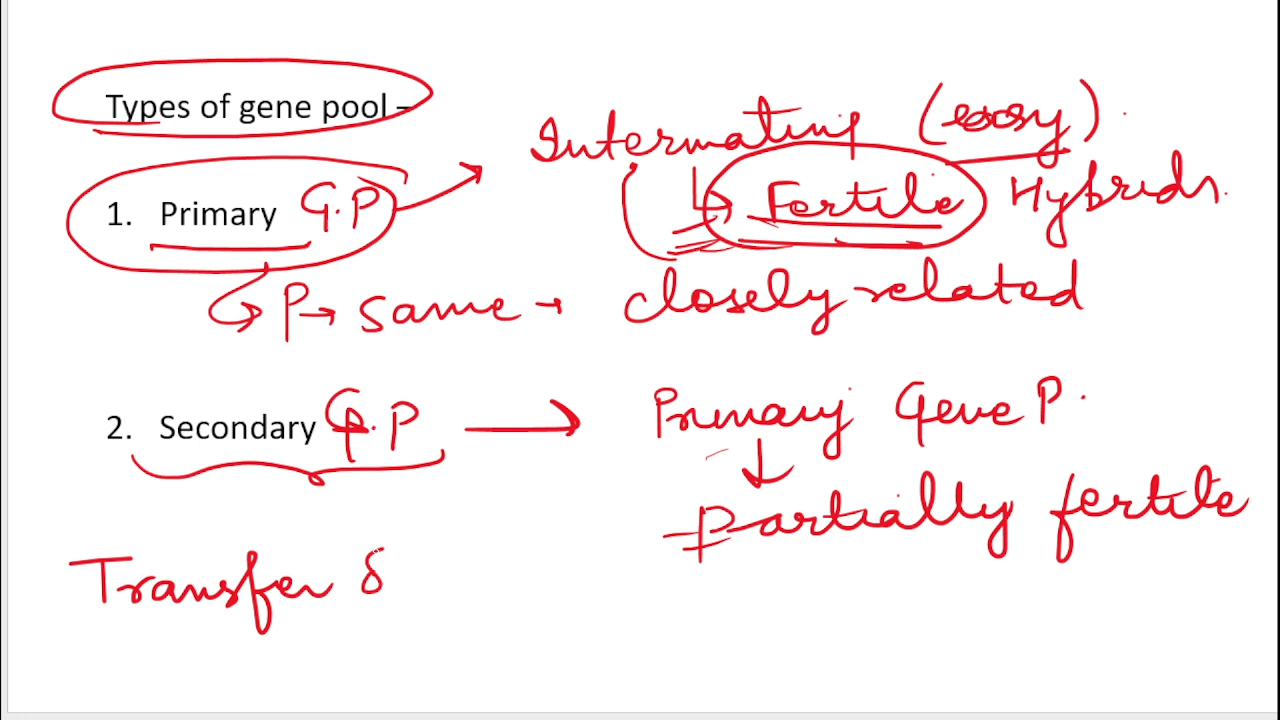 Types of gene pool –
Intermating (easy)
1. Primary G.P
Fertile Hybrids
P → same → closely related
2. Secondary G.P → Primary Gene P.
Partially fertile
Transfer